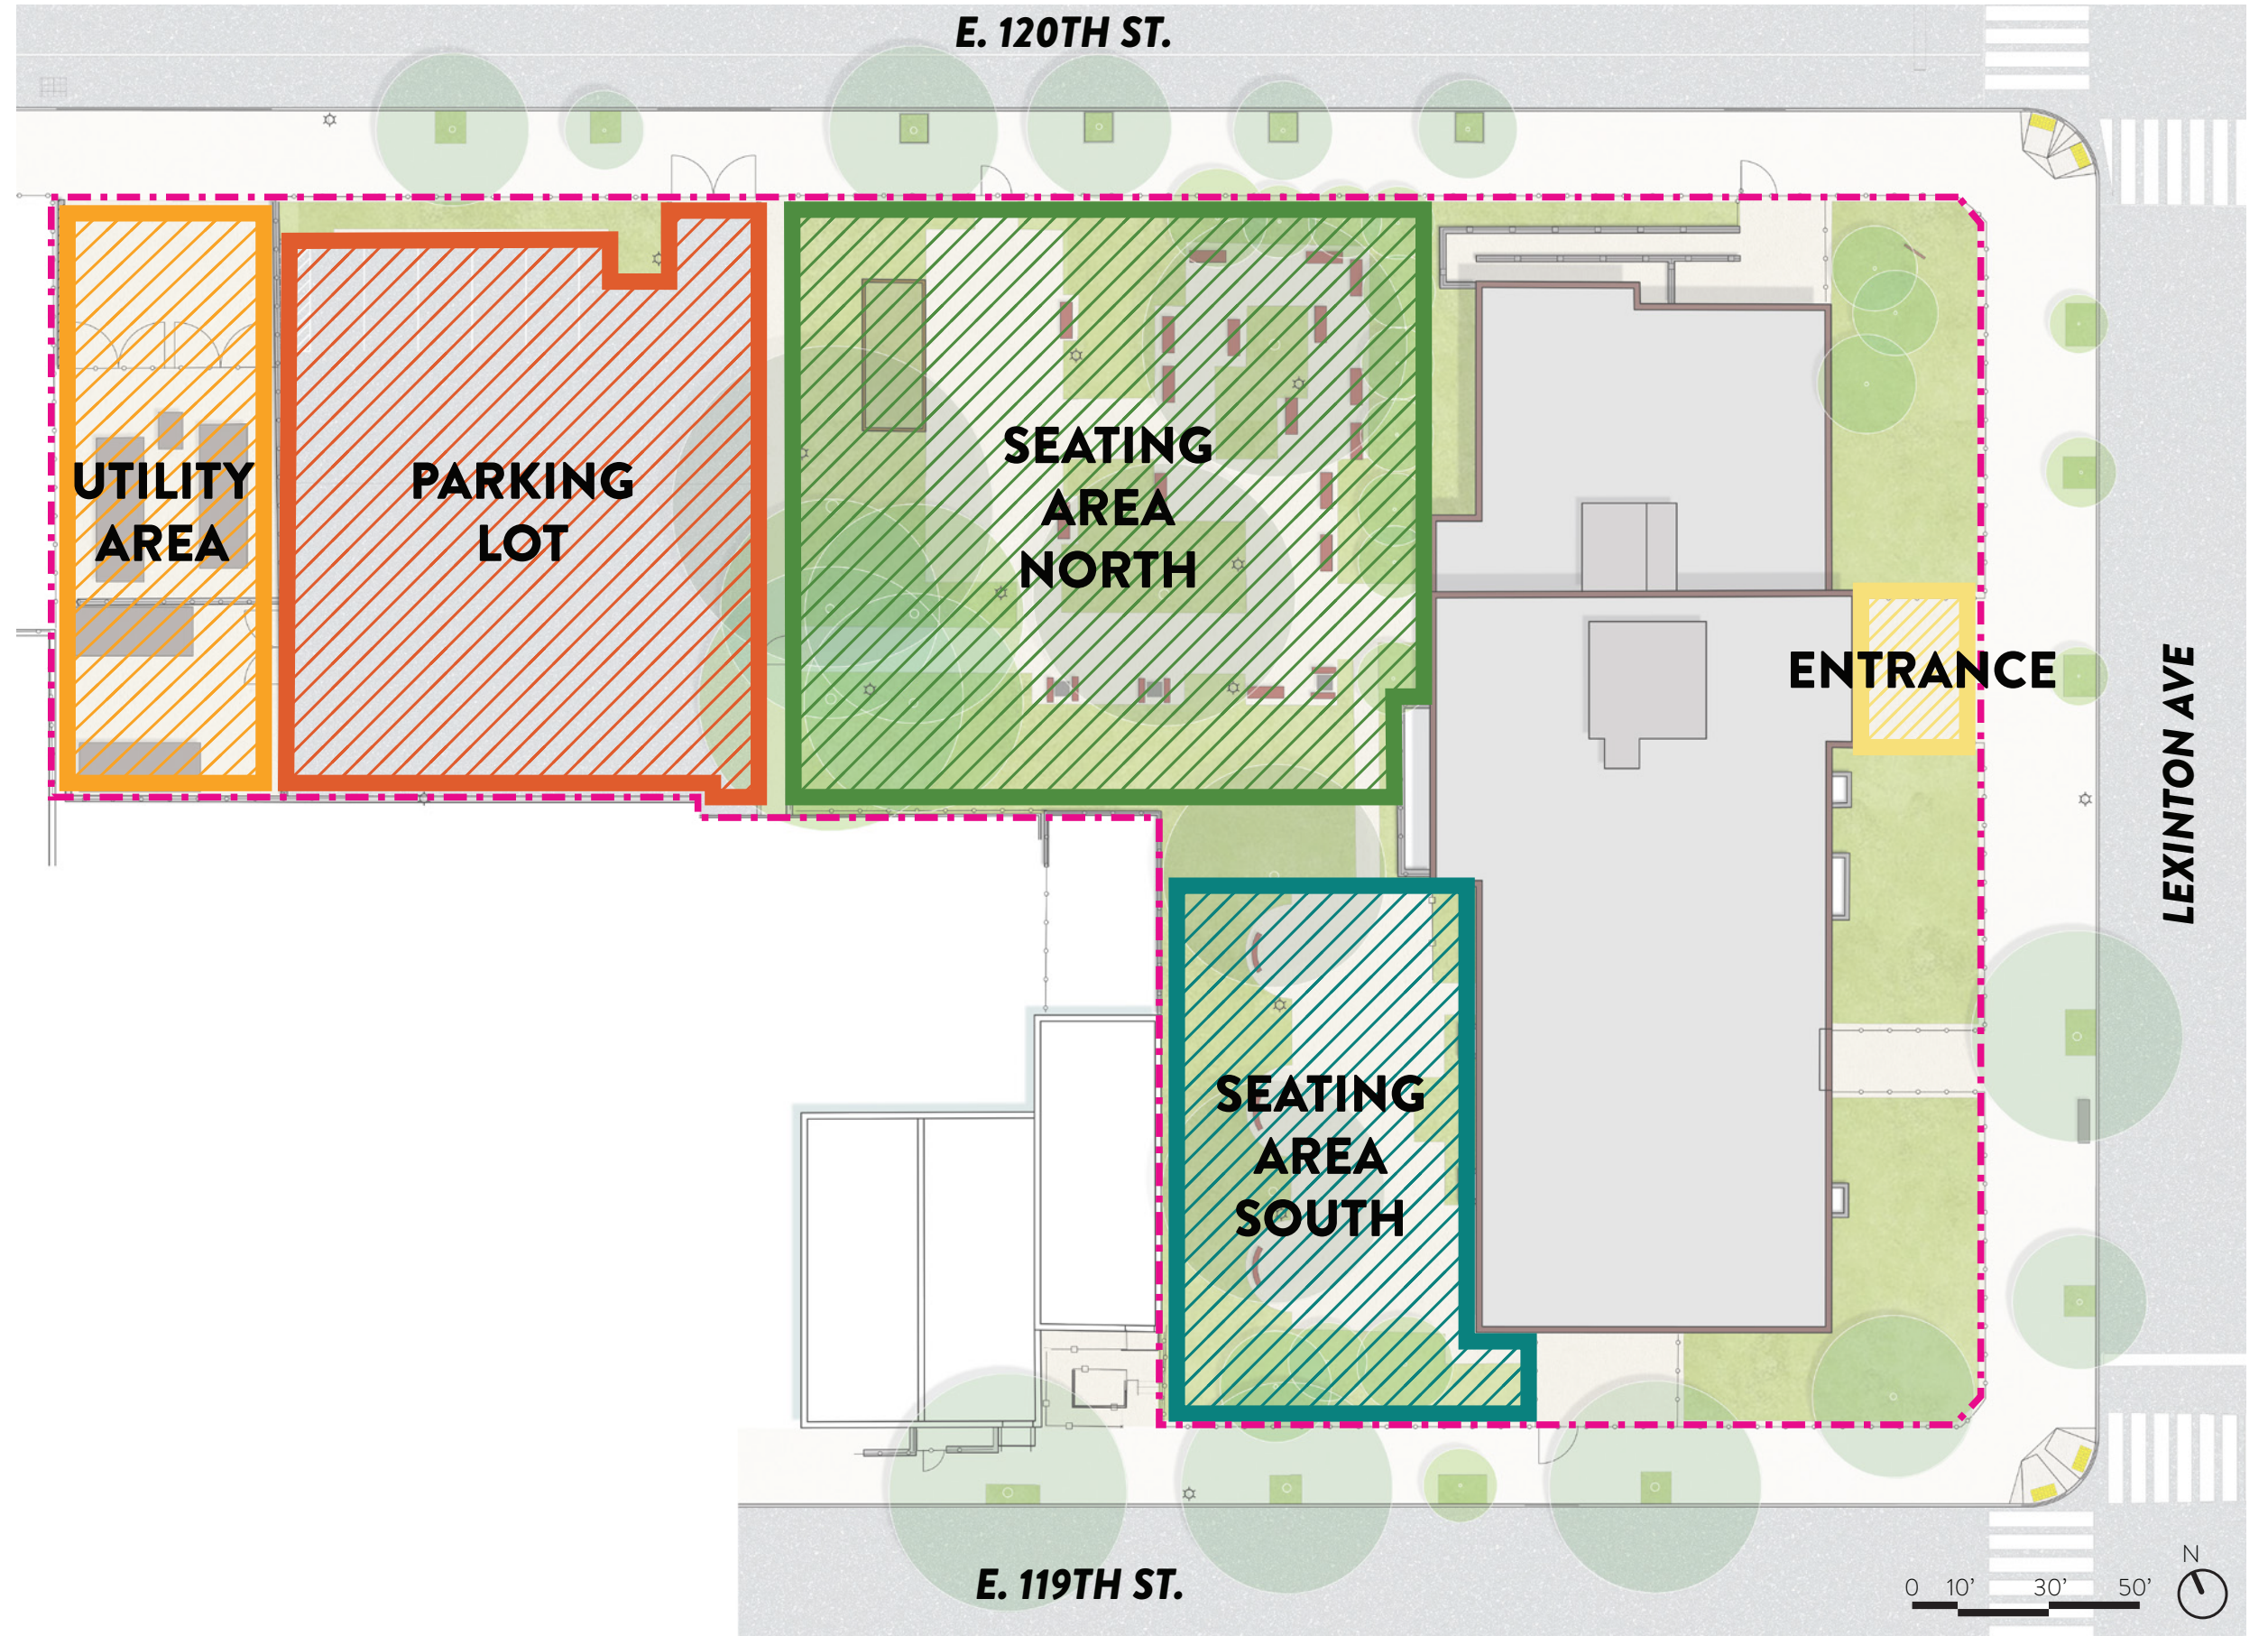 E. 120TH ST.
UTILITY
AREA
PARKING
LOT
SEATING
AREA
NORTH
ENTRANCE
LEXINTON AVE
SEATING
AREA
SOUTH
E. 119TH ST.
N
0 10' 30' 50'